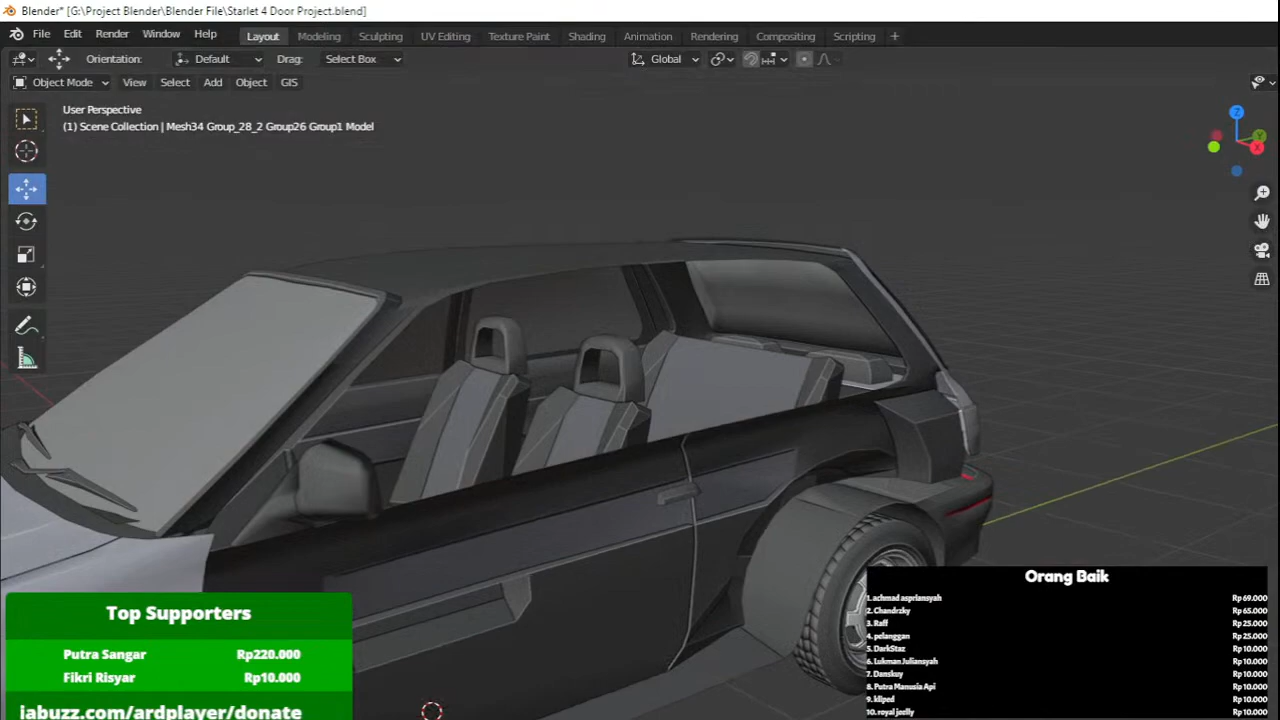 Blender* [G:\Project Blender\Blender File\Starlet 4 Door Project.blend]
File Edit Render Window Help Layout Modeling Sculpting UV Editing Texture Paint Shading Animation Rendering Compositing Scripting +
Orientation: Default Drag: Select Box Global
Object Mode View Select Add Object GIS
User Perspective
(1) Scene Collection | Mesh34 Group_28_2 Group26 Group1 Model
Z
Y
X
Top Supporters
Putra Sangar Rp220.000
Fikri Risyar Rp10.000
iabuzz.com/ardplayer/donate
Orang Baik
1. achmad aspriansyah Rp 69.000
2. Chandrzky Rp 65.000
3. Raff Rp 25.000
4. pelanggan Rp 25.000
5. DarkStaz Rp 10.000
6. Lukman Juliansyah Rp 10.000
7. Danskuy Rp 10.000
8. Putra Manusia Api Rp 10.000
9. kliped Rp 10.000
10. royal jeelly Rp 10.000